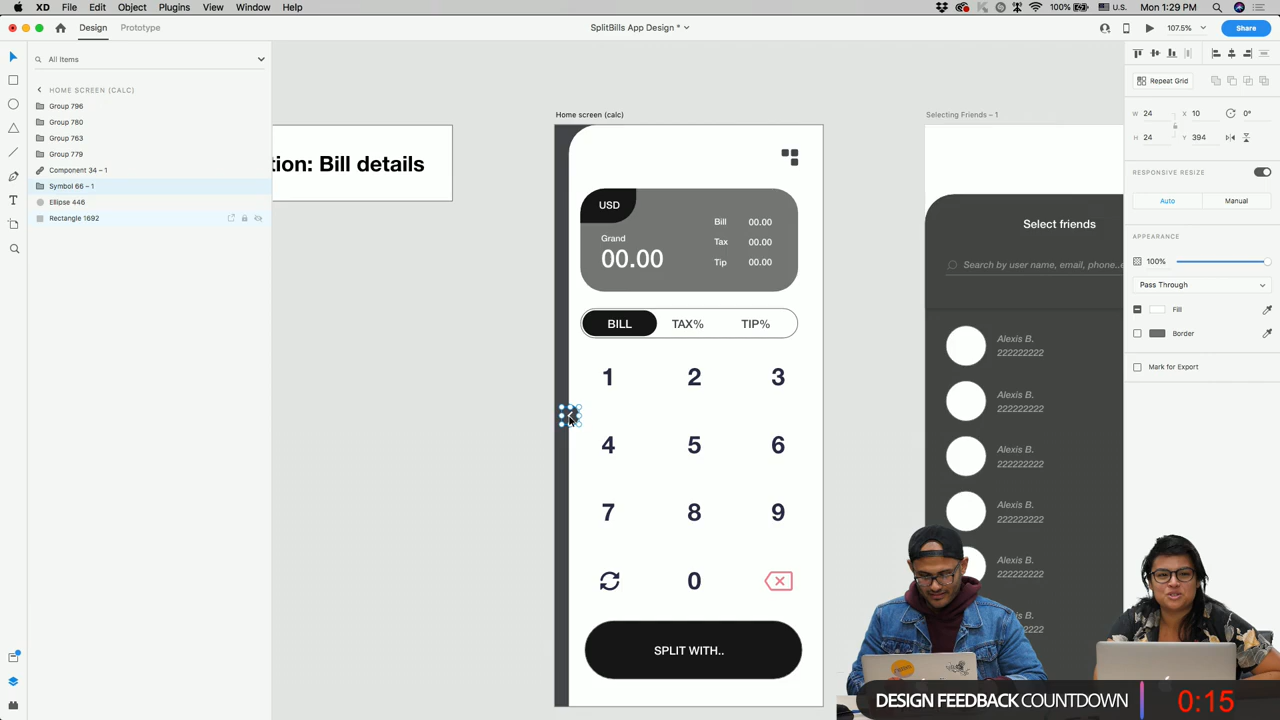 XD File Edit Object Plugins View Window Help
100% U.S. Mon 1:29 PM
Design Prototype
SplitBills App Design *
107.5%
Share
All Items
HOME SCREEN (CALC)
Group 796
Group 780
Group 763
Group 779
Component 34 – 1
Symbol 66 – 1
Ellipse 446
Rectangle 1692
tion: Bill details
Home screen (calc)
USD
Grand
00.00
Bill 00.00
Tax 00.00
Tip 00.00
BILL TAX% TIP%
1 2 3
4 5 6
7 8 9
0
SPLIT WITH..
Selecting Friends – 1
Select friends
Search by user name, email, phone..e
Alexis B.
222222222
Alexis B.
222222222
Alexis B.
222222222
Alexis B.
222222222
Alexis B.
222222222
Repeat Grid
W 24 X 10 0°
H 24 Y 394
RESPONSIVE RESIZE
Auto Manual
APPEARANCE
100%
Pass Through
Fill
Border
Mark for Export
DESIGN FEEDBACK COUNTDOWN 0:15